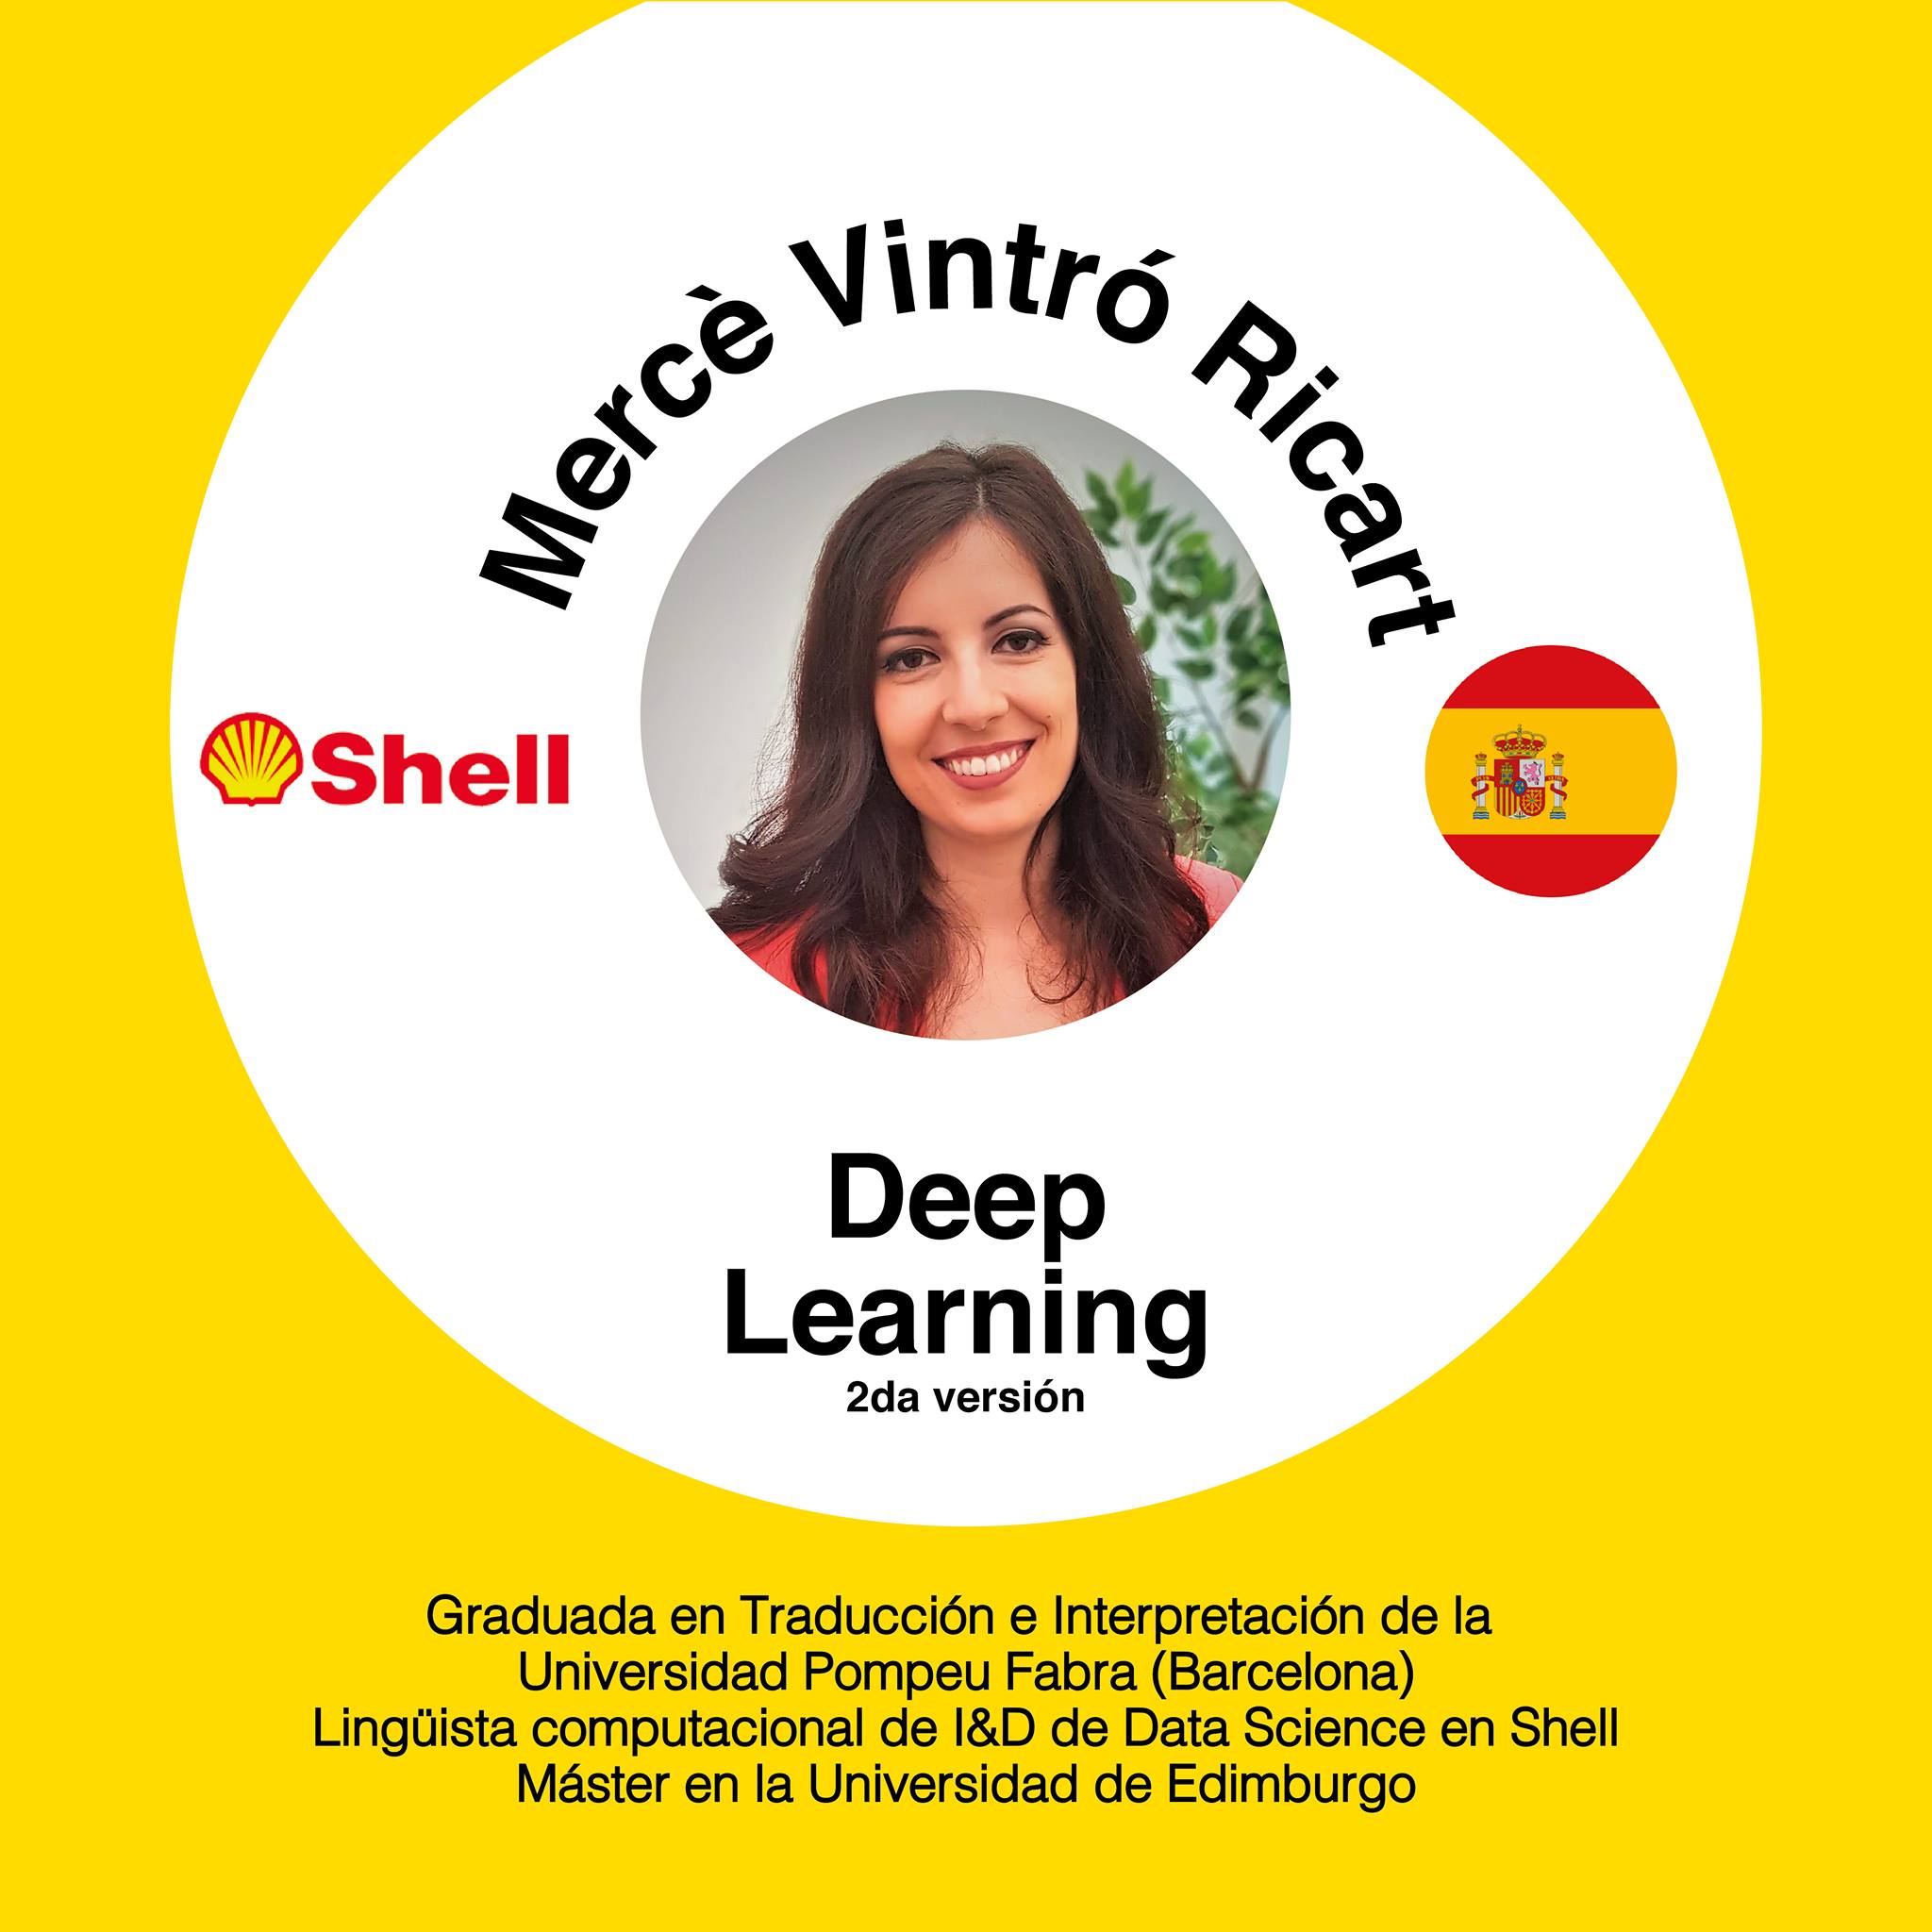 Mercè Vintró Ricart
Shell
Deep
Learning
2da versión
Graduada en Traducción e Interpretación de la
Universidad Pompeu Fabra (Barcelona)
Lingüista computacional de I&D de Data Science en Shell
Máster en la Universidad de Edimburgo